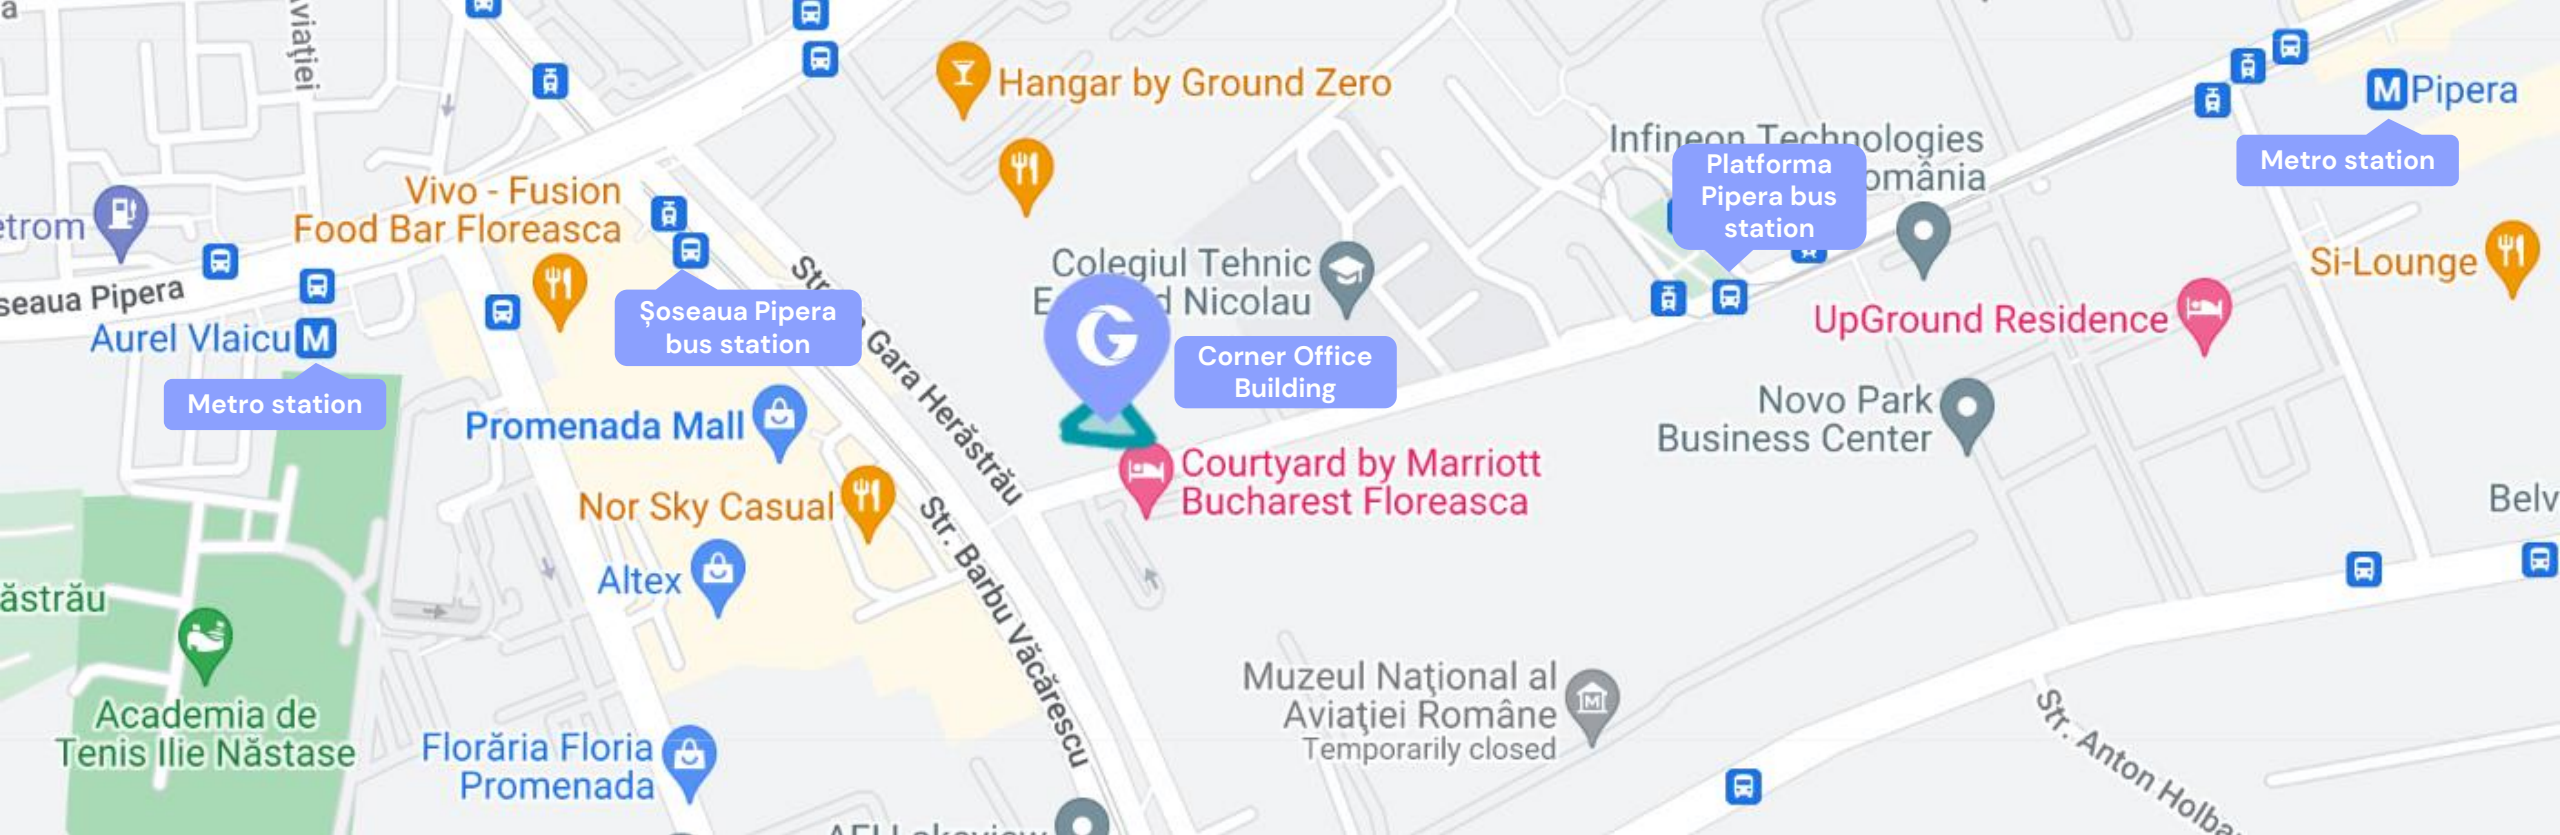 Aviaţiei
Hangar by Ground Zero
Pipera
Metro station
Infineon Technologies
România
Platforma
Pipera bus
station
Vivo - Fusion
Food Bar Floreasca
etrom
seaua Pipera
Aurel Vlaicu
Metro station
Șoseaua Pipera
bus station
Str. Gara Herăstrău
Colegiul Tehnic
Nicolau
Corner Office
Building
UpGround Residence
Si-Lounge
Promenada Mall
Novo Park
Business Center
Courtyard by Marriott
Bucharest Floreasca
Nor Sky Casual
Str. Barbu Văcărescu
Belv
Altex
ăstrău
Academia de
Tenis Ilie Năstase
Florăria Floria
Promenada
Muzeul Naţional al
Aviaţiei Române
Temporarily closed
Str. Anton Holba